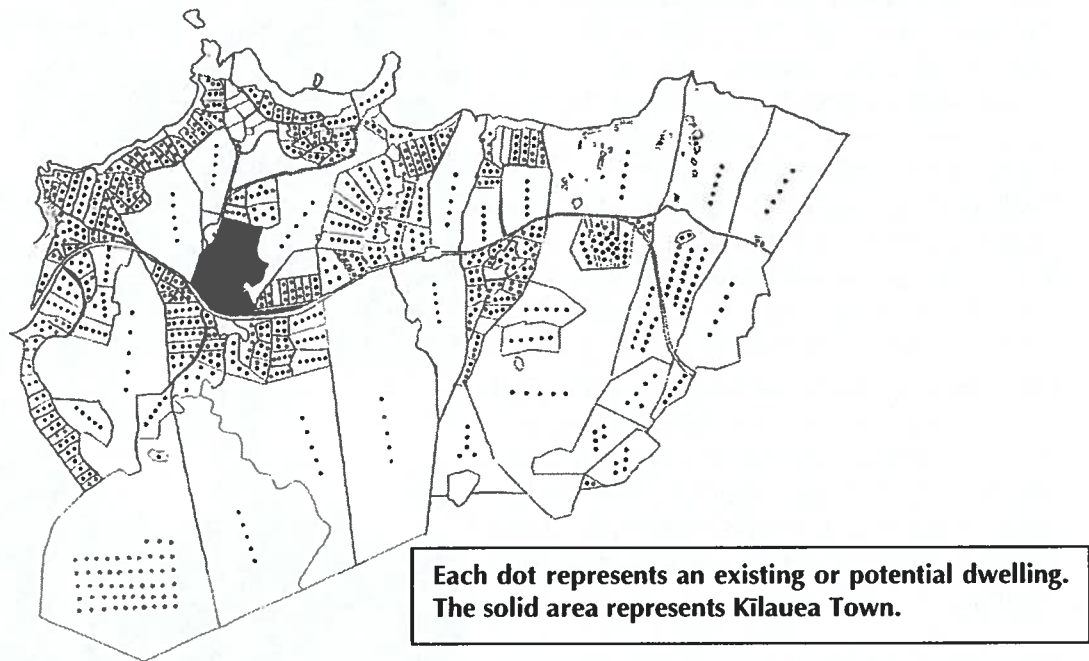 Each dot represents an existing or potential dwelling.
The solid area represents Kīlauea Town.